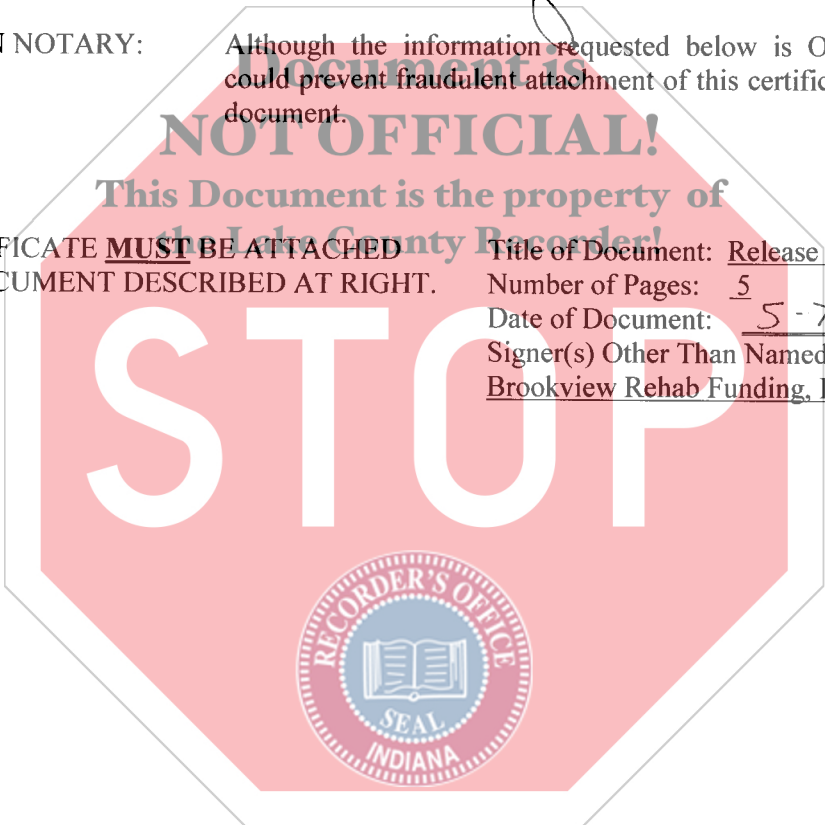 NOTARY: Although the information requested below is
could prevent fraudulent attachment of this
document.
Document is
NOT OFFICIAL!
This Document is the property of
the Lake County Recorder!
MUST BE ATTACHED
DESCRIBED AT RIGHT.
Title of Document: Release
Number of Pages: 5
Date of Document: 5-7
Signer(s) Other Than Named
Brookview Rehab Funding,
STOP
RECORDER'S OFFICE
SEAL
INDIANA